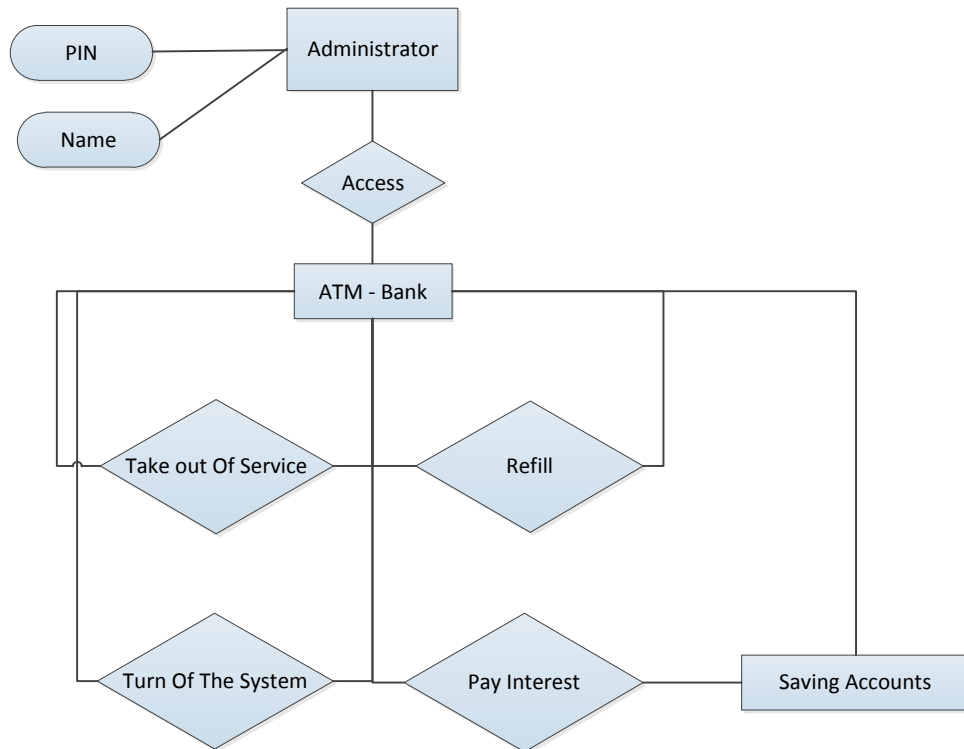 Administrator
PIN
Name
Access
ATM - Bank
Take out Of Service
Refill
Turn Of The System
Pay Interest
Saving Accounts